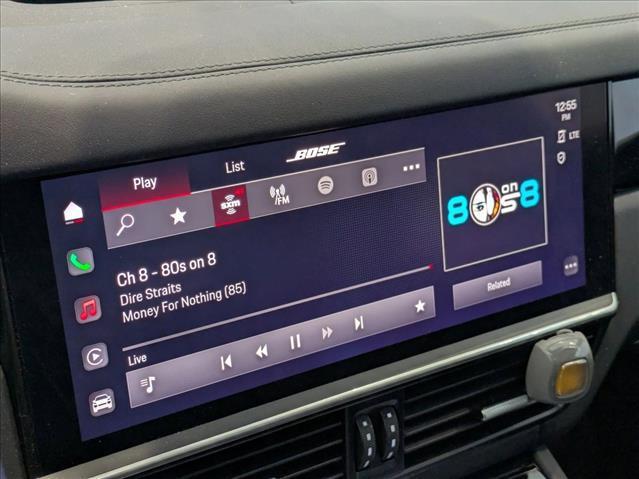 12:55
PM
LTE
BOSE
Play
List
sxm
/FM
80s on 8
Ch 8 - 80s on 8
Dire Straits
Money For Nothing (85)
Live
Related